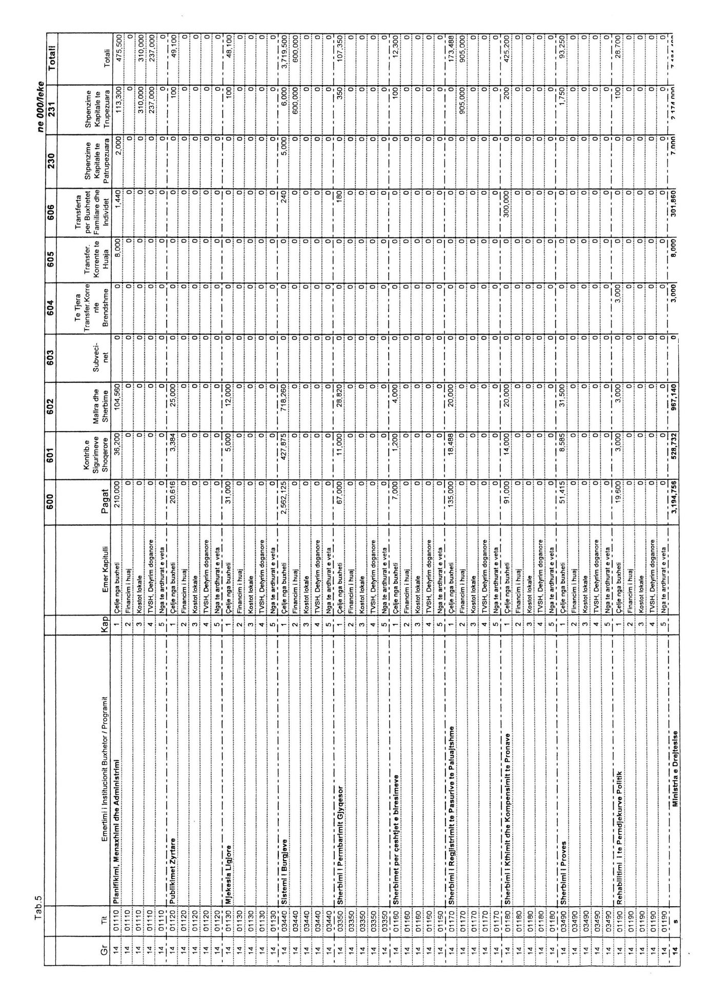 Tab.5
ne 000/leke
600 601 602 603 604 605 606 230 231 Totali
Gr Tit Emertimi i Institucionit Buxhetor / Programit Kap Emer Kapitulli Pagat Kontrib.e Sigurimeve Shoqerore Mallra dhe Sherbime Subveci-net Te Tjera Transfer.Korrente Brendshme Transfer. Korrente te Huaja Transferta per Buxhetet Familiare dhe Individet Shpenzime Kapitale te Patrupezuara Shpenzime Kapitale te Trupezuara Totali
14 01110 Planifikimi, Menaxhimi dhe Administrimi 1 Çelje nga buxheti 210,000 36,200 104,560 0 0 8,000 1,440 2,000 113,300 475,500
14 01110 2 Financim i huaj 0 0 0 0 0 0 0 0 0 0
14 01110 3 Kostot lokale 0 0 0 0 0 0 0 0 310,000 310,000
14 01110 4 TVSH, Detyrim doganore 0 0 0 0 0 0 0 0 237,000 237,000
14 01110 5 Nga te ardhurat e veta 0 0 0 0 0 0 0 0 0 0
14 01120 Publikimet Zyrtare 1 Çelje nga buxheti 20,616 3,384 25,000 0 0 0 0 0 100 49,100
14 01120 2 Financim i huaj 0 0 0 0 0 0 0 0 0 0
14 01120 3 Kostot lokale 0 0 0 0 0 0 0 0 0 0
14 01120 4 TVSH, Detyrim doganore 0 0 0 0 0 0 0 0 0 0
14 01120 5 Nga te ardhurat e veta 0 0 0 0 0 0 0 0 0 0
14 01130 Mjekesia Ligjore 1 Çelje nga buxheti 31,000 5,000 12,000 0 0 0 0 0 100 48,100
14 01130 2 Financim i huaj 0 0 0 0 0 0 0 0 0 0
14 01130 3 Kostot lokale 0 0 0 0 0 0 0 0 0 0
14 01130 4 TVSH, Detyrim doganore 0 0 0 0 0 0 0 0 0 0
14 01130 5 Nga te ardhurat e veta 0 0 0 0 0 0 0 0 0 0
14 03440 Sistemi i Burgjeve 1 Çelje nga buxheti 2,562,125 427,875 718,260 0 0 0 240 5,000 6,000 3,719,500
14 03440 2 Financim i huaj 0 0 0 0 0 0 0 0 600,000 600,000
14 03440 3 Kostot lokale 0 0 0 0 0 0 0 0 0 0
14 03440 4 TVSH, Detyrim doganore 0 0 0 0 0 0 0 0 0 0
14 03440 5 Nga te ardhurat e veta 0 0 0 0 0 0 0 0 0 0
14 03350 Sherbimi i Permbarimit Gjyqesor 1 Çelje nga buxheti 67,000 11,000 28,820 0 0 0 180 0 350 107,350
14 03350 2 Financim i huaj 0 0 0 0 0 0 0 0 0 0
14 03350 3 Kostot lokale 0 0 0 0 0 0 0 0 0 0
14 03350 4 TVSH, Detyrim doganore 0 0 0 0 0 0 0 0 0 0
14 03350 5 Nga te ardhurat e veta 0 0 0 0 0 0 0 0 0 0
14 01160 Sherbimet per çeshtjet e biresimeve 1 Çelje nga buxheti 7,000 1,200 4,000 0 0 0 0 0 100 12,300
14 01160 2 Financim i huaj 0 0 0 0 0 0 0 0 0 0
14 01160 3 Kostot lokale 0 0 0 0 0 0 0 0 0 0
14 01160 4 TVSH, Detyrim doganore 0 0 0 0 0 0 0 0 0 0
14 01160 5 Nga te ardhurat e veta 0 0 0 0 0 0 0 0 0 0
14 01170 Sherbimi i Regjistrimit te Pasurive te Paluajtshme 1 Çelje nga buxheti 135,000 18,488 20,000 0 0 0 0 0 0 173,488
14 01170 2 Financim i huaj 0 0 0 0 0 0 0 0 905,000 905,000
14 01170 3 Kostot lokale 0 0 0 0 0 0 0 0 0 0
14 01170 4 TVSH, Detyrim doganore 0 0 0 0 0 0 0 0 0 0
14 01170 5 Nga te ardhurat e veta 0 0 0 0 0 0 0 0 0 0
14 01180 Sherbimi i Kthimit dhe Kompensimit te Pronave 1 Çelje nga buxheti 91,000 14,000 20,000 0 0 0 300,000 0 200 425,200
14 01180 2 Financim i huaj 0 0 0 0 0 0 0 0 0 0
14 01180 3 Kostot lokale 0 0 0 0 0 0 0 0 0 0
14 01180 4 TVSH, Detyrim doganore 0 0 0 0 0 0 0 0 0 0
14 01180 5 Nga te ardhurat e veta 0 0 0 0 0 0 0 0 0 0
14 03490 Sherbimi i Proves 1 Çelje nga buxheti 51,415 8,585 31,500 0 0 0 0 0 1,750 93,250
14 03490 2 Financim i huaj 0 0 0 0 0 0 0 0 0 0
14 03490 3 Kostot lokale 0 0 0 0 0 0 0 0 0 0
14 03490 4 TVSH, Detyrim doganore 0 0 0 0 0 0 0 0 0 0
14 03490 5 Nga te ardhurat e veta 0 0 0 0 0 0 0 0 0 0
14 01190 Rehabilitimi i te Perndjekurve Politik 1 Çelje nga buxheti 19,600 3,000 3,000 0 3,000 0 0 0 100 28,700
14 01190 2 Financim i huaj 0 0 0 0 0 0 0 0 0 0
14 01190 3 Kostot lokale 0 0 0 0 0 0 0 0 0 0
14 01190 4 TVSH, Detyrim doganore 0 0 0 0 0 0 0 0 0 0
14 01190 5 Nga te ardhurat e veta 0 0 0 0 0 0 0 0 0 0
14 s Ministria e Drejtesise 3,194,756 528,732 967,140 0 3,000 8,000 301,860 7,000 2,174,000